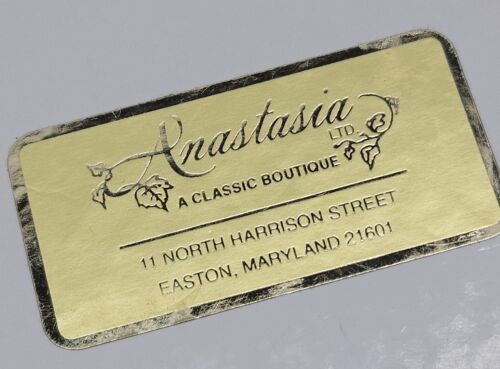 Anastasia
LTD.
A CLASSIC BOUTIQUE
11 NORTH HARRISON STREET
EASTON, MARYLAND 21601